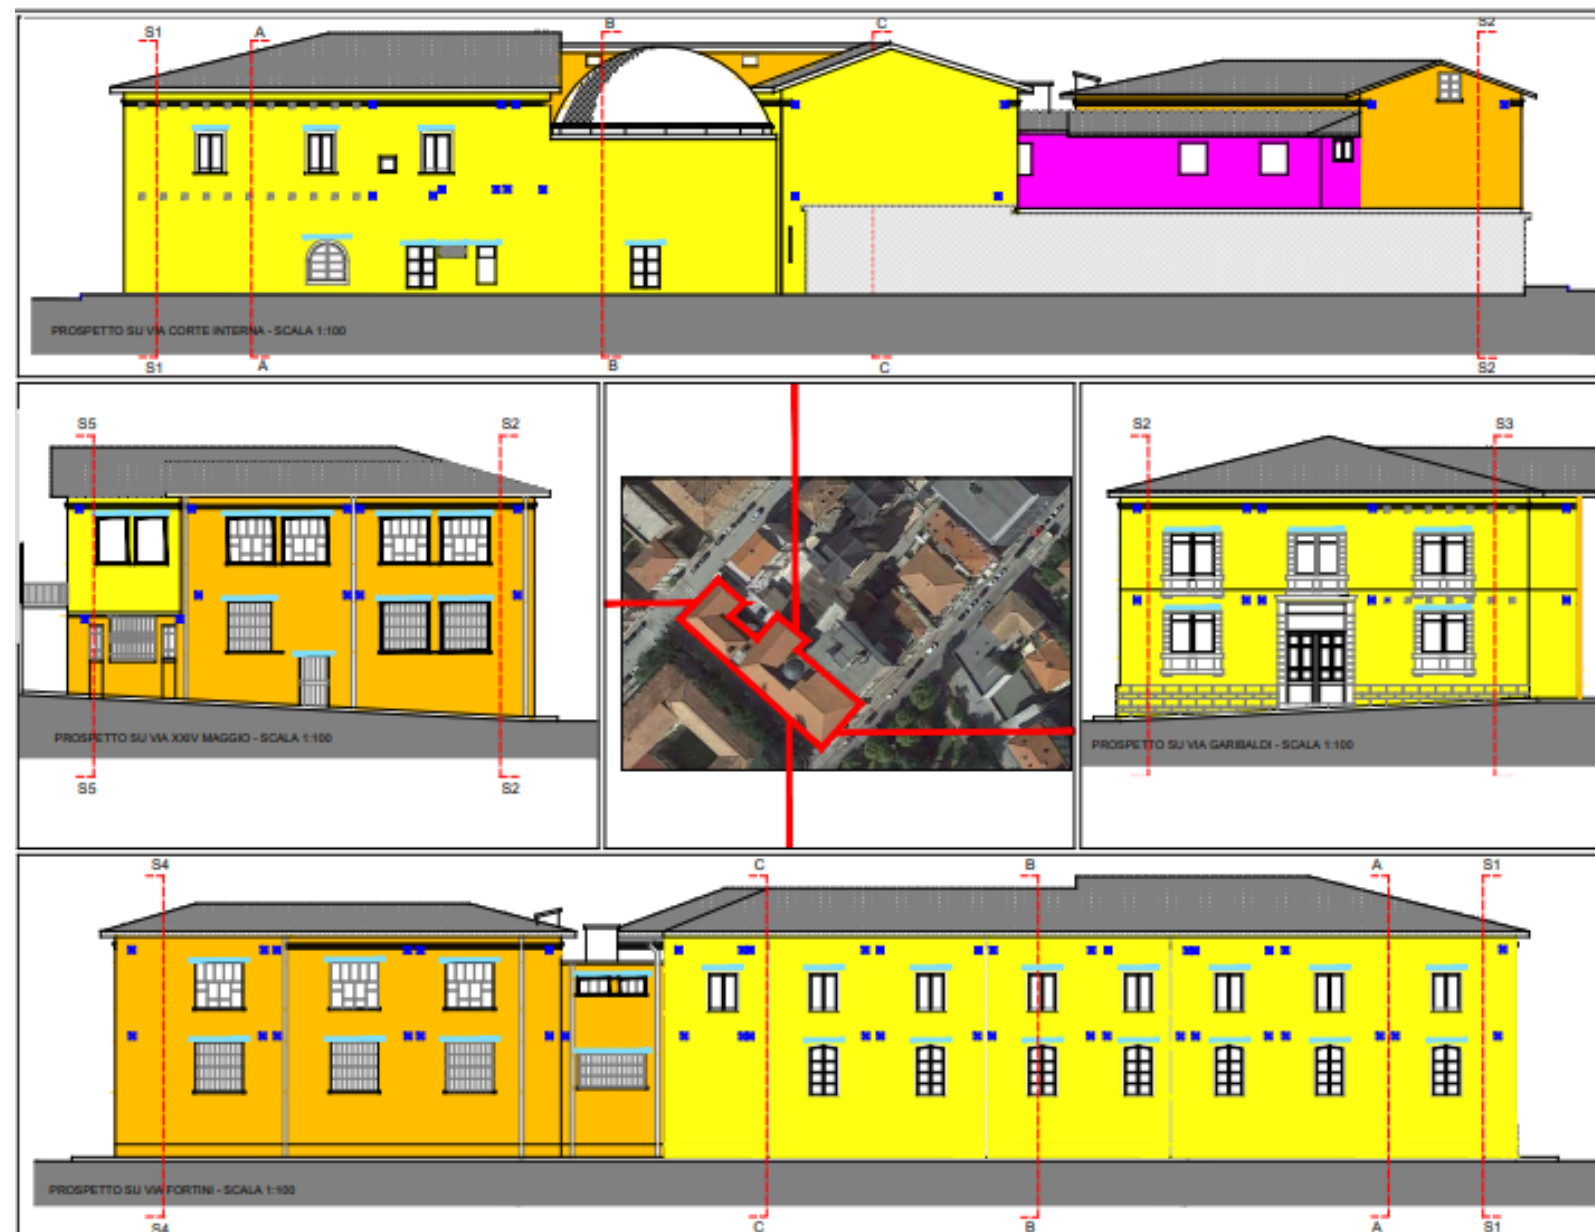 S1 A B C S2
PROSPETTO SU VIA CORTE INTERNA - SCALA 1:100
S1 A B C S2
S5 S2
PROSPETTO SU VIA XXIV MAGGIO - SCALA 1:100
S5 S2
S2 S3
PROSPETTO SU VIA GARIBALDI - SCALA 1:100
S4 C B A S1
PROSPETTO SU VIA FORTINI - SCALA 1:100
S4 C B A S1